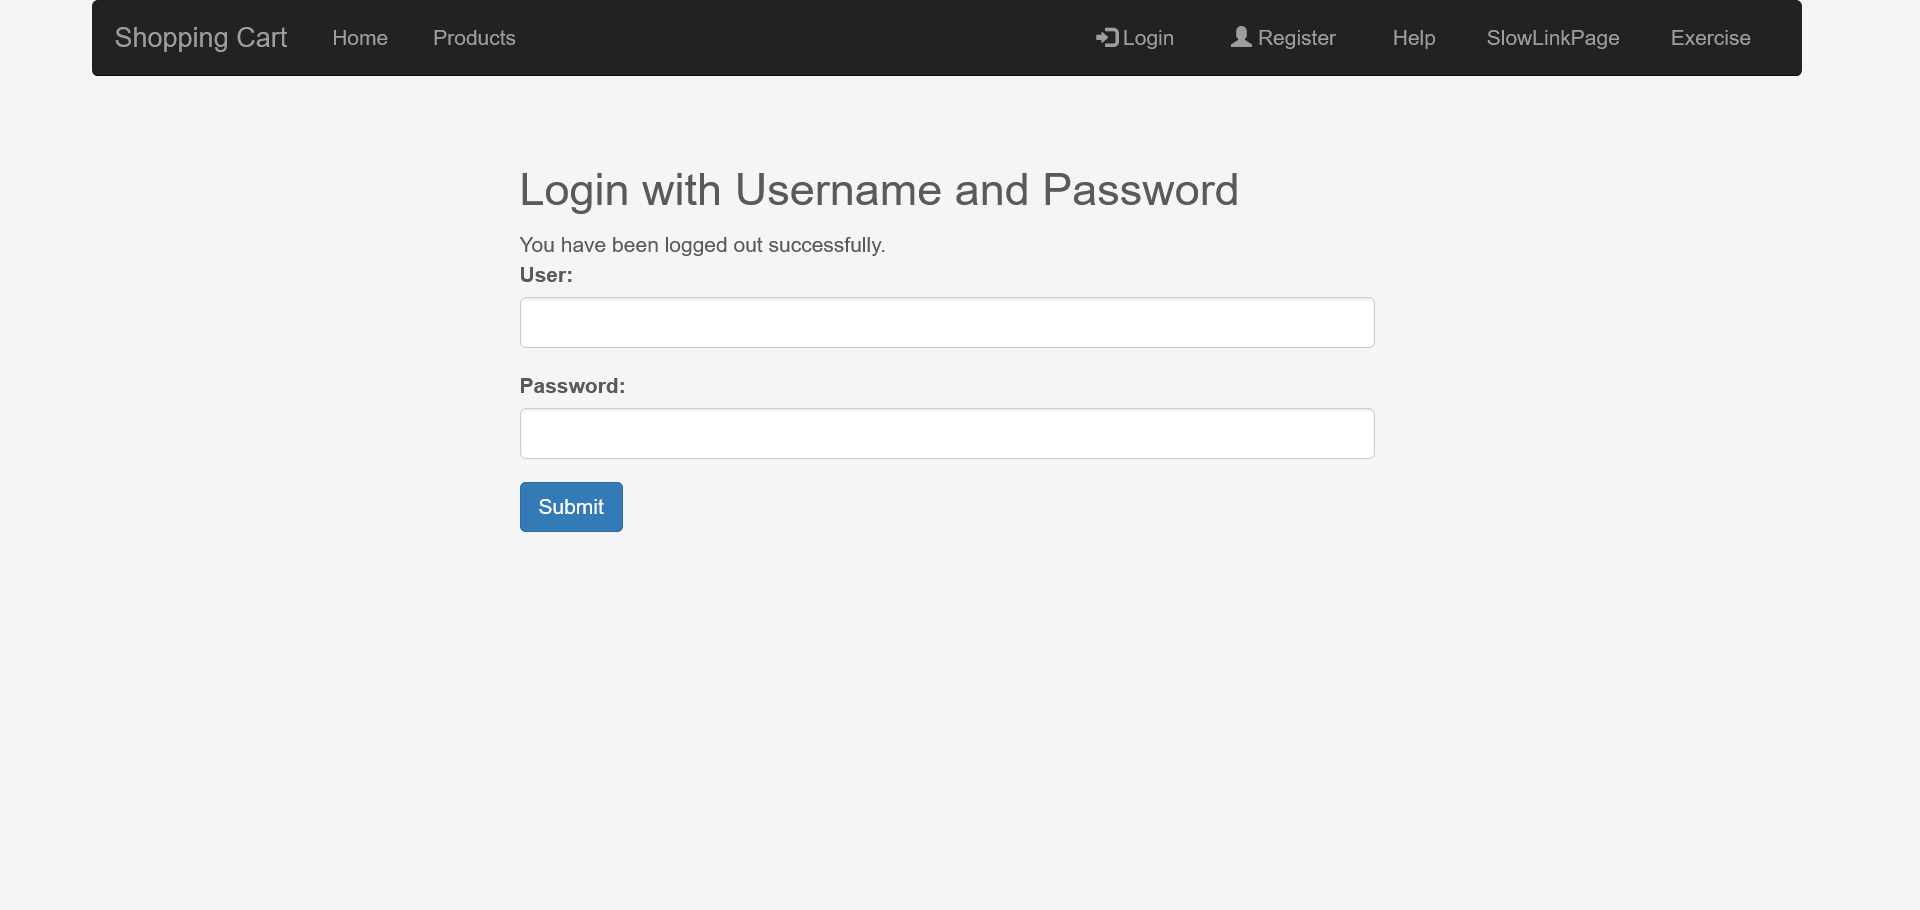 Shopping Cart Home Products Login Register Help SlowLinkPage Exercise
Login with Username and Password
You have been logged out successfully.
User:
Password:
Submit